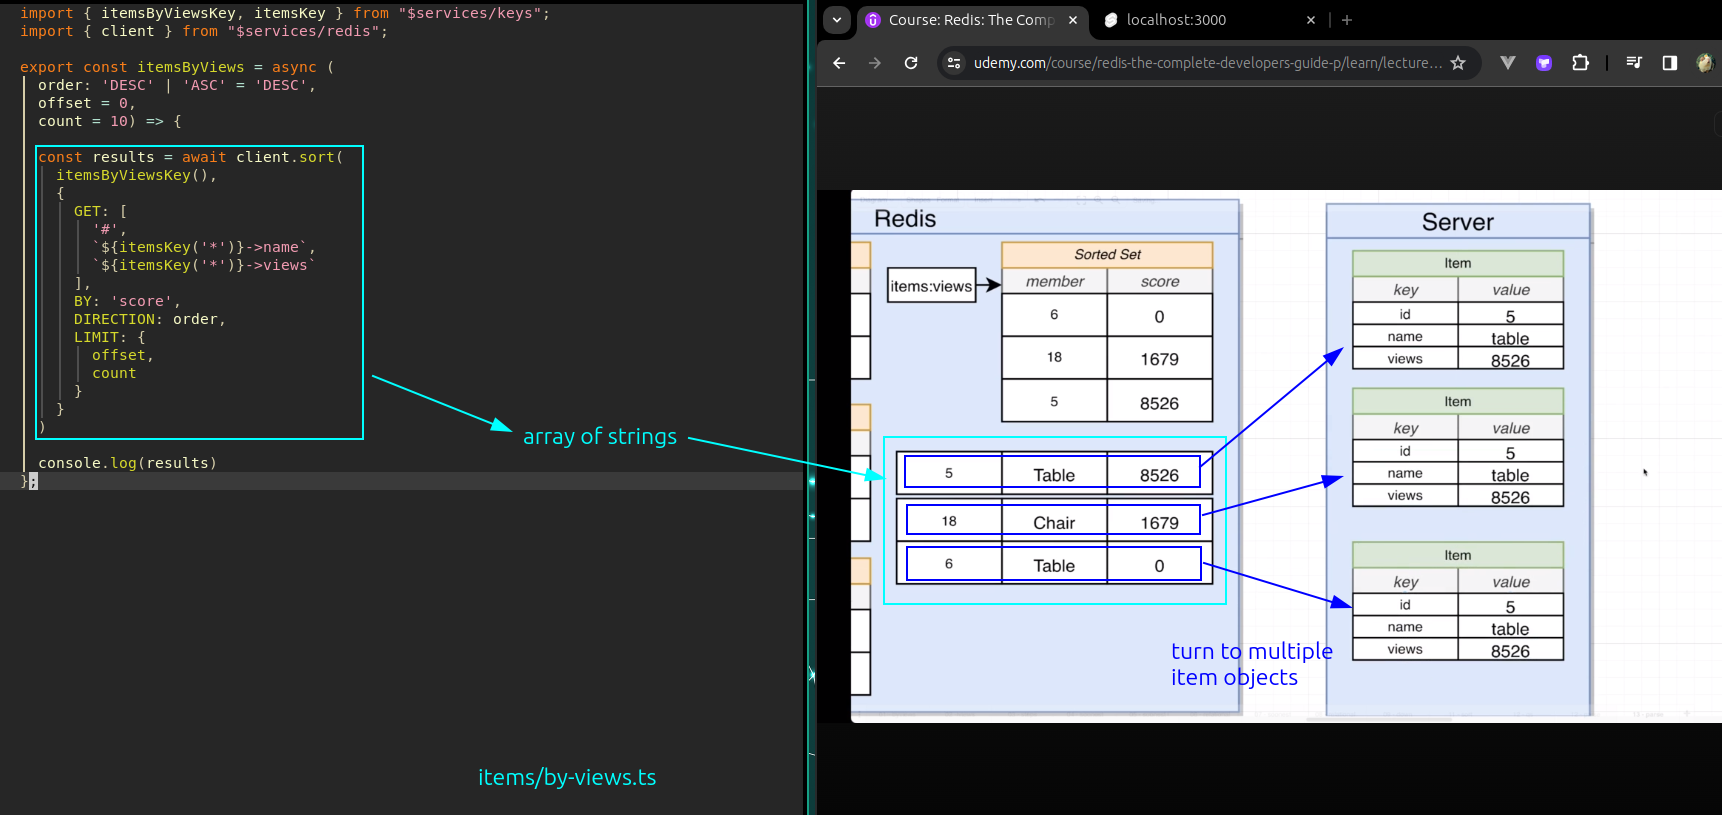 import { itemsByViewsKey, itemsKey } from "$services/keys";
import { client } from "$services/redis";
export const itemsByViews = async (
order: 'DESC' | 'ASC' = 'DESC',
offset = 0,
count = 10) => {
const results = await client.sort(
itemsByViewsKey(),
{
GET: [
'#',
`${itemsKey('*')}->name`,
`${itemsKey('*')}->views`
],
BY: 'score',
DIRECTION: order,
LIMIT: {
offset,
count
}
}
)
console.log(results)
};
array of strings
items/by-views.ts
Course: Redis: The Comp
localhost:3000
udemy.com/course/redis-the-complete-developers-guide-p/learn/lecture...
Redis
items:views
Sorted Set
member score
6 0
18 1679
5 8526
5 Table 8526
18 Chair 1679
6 Table 0
turn to multiple
item objects
Server
Item
key value
id 5
name table
views 8526
Item
key value
id 5
name table
views 8526
Item
key value
id 5
name table
views 8526